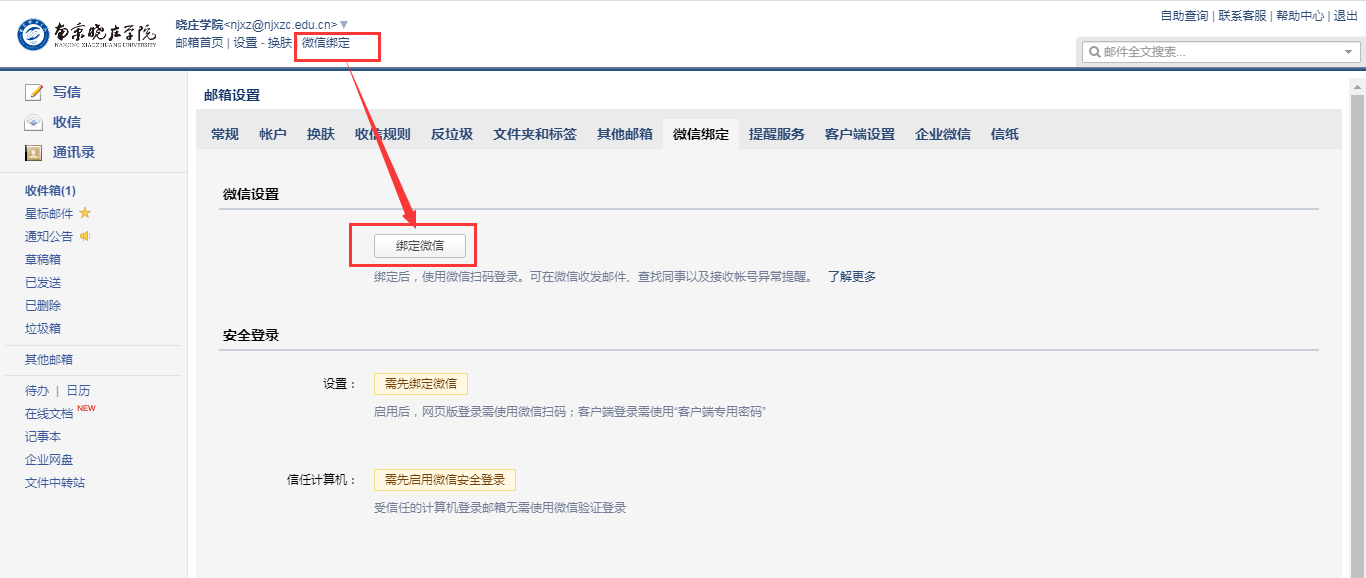 南京晓庄学院
NANJING XIAOZHUANG UNIVERSITY
晓庄学院<njxz@njxzc.edu.cn>
邮箱首页 | 设置 - 换肤 微信绑定
自助查询 | 联系客服 | 帮助中心 | 退出
邮件全文搜索...
写信
收信
通讯录
收件箱(1)
星标邮件
通知公告
草稿箱
已发送
已删除
垃圾箱
其他邮箱
待办 | 日历
在线文档 NEW
记事本
企业网盘
文件中转站
邮箱设置
常规 帐户 换肤 收信规则 反垃圾 文件夹和标签 其他邮箱 微信绑定 提醒服务 客户端设置 企业微信 信纸
微信设置
绑定微信
绑定后，使用微信扫码登录。可在微信收发邮件、查找同事以及接收帐号异常提醒。 了解更多
安全登录
设置： 需先绑定微信
启用后，网页版登录需使用微信扫码；客户端登录需使用“客户端专用密码”
信任计算机： 需先启用微信安全登录
受信任的计算机登录邮箱无需使用微信验证登录